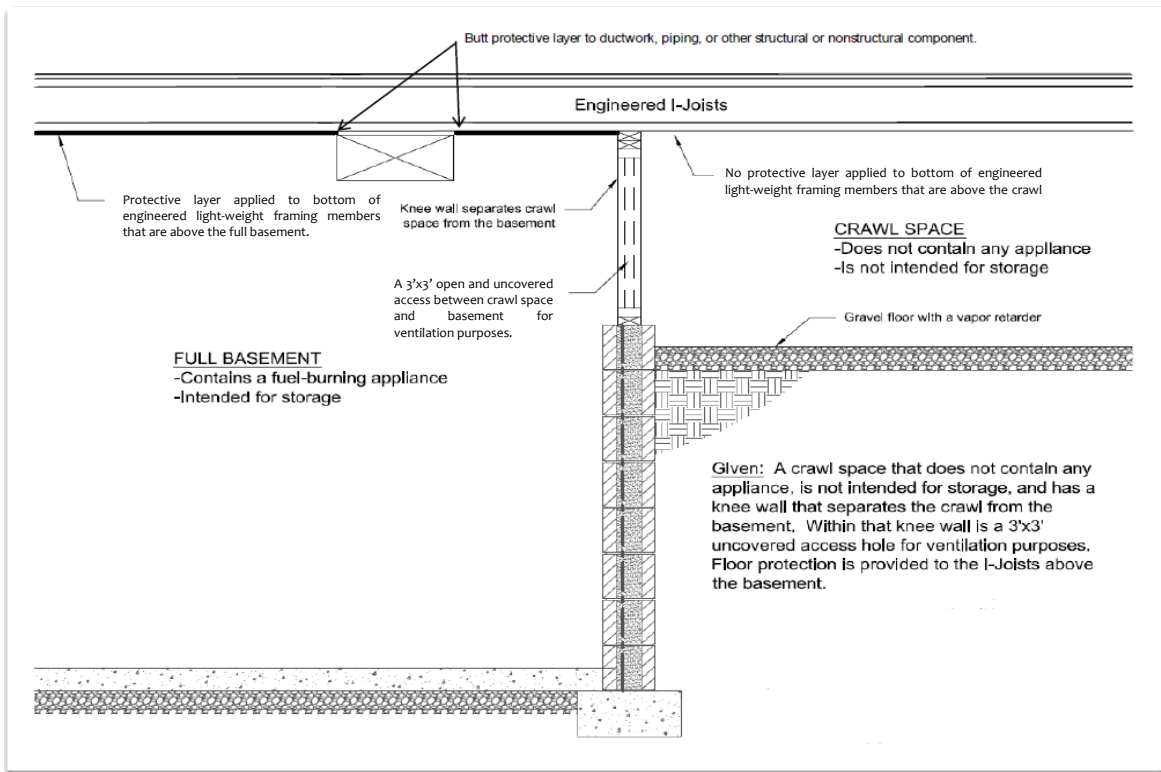 Butt protective layer to ductwork, piping, or other structural or nonstructural component.
Engineered I-Joists
Protective layer applied to bottom of
engineered light-weight framing members
that are above the full basement.
Knee wall separates crawl
space from the basement
No protective layer applied to bottom of engineered
light-weight framing members that are above the crawl
CRAWL SPACE
-Does not contain any appliance
-Is not intended for storage
A 3'x3' open and uncovered
access between crawl space
and basement for
ventilation purposes.
Gravel floor with a vapor retarder
FULL BASEMENT
-Contains a fuel-burning appliance
-Intended for storage
Given: A crawl space that does not contain any
appliance, is not intended for storage, and has a
knee wall that separates the crawl from the
basement. Within that knee wall is a 3'x3'
uncovered access hole for ventilation purposes.
Floor protection is provided to the I-Joists above
the basement.